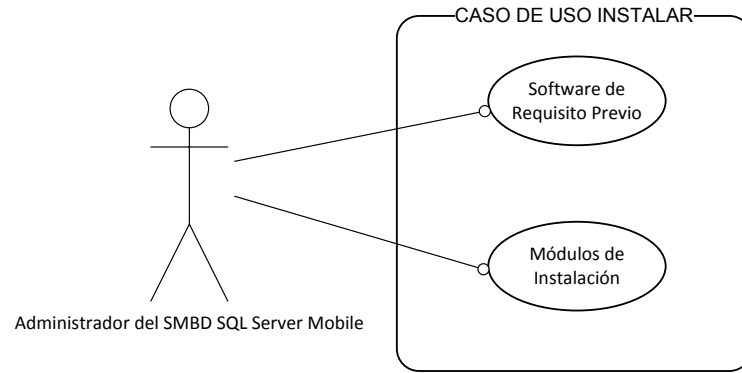 CASO DE USO INSTALAR
Software de
Requisito Previo
Módulos de
Instalación
Administrador del SMBD SQL Server Mobile